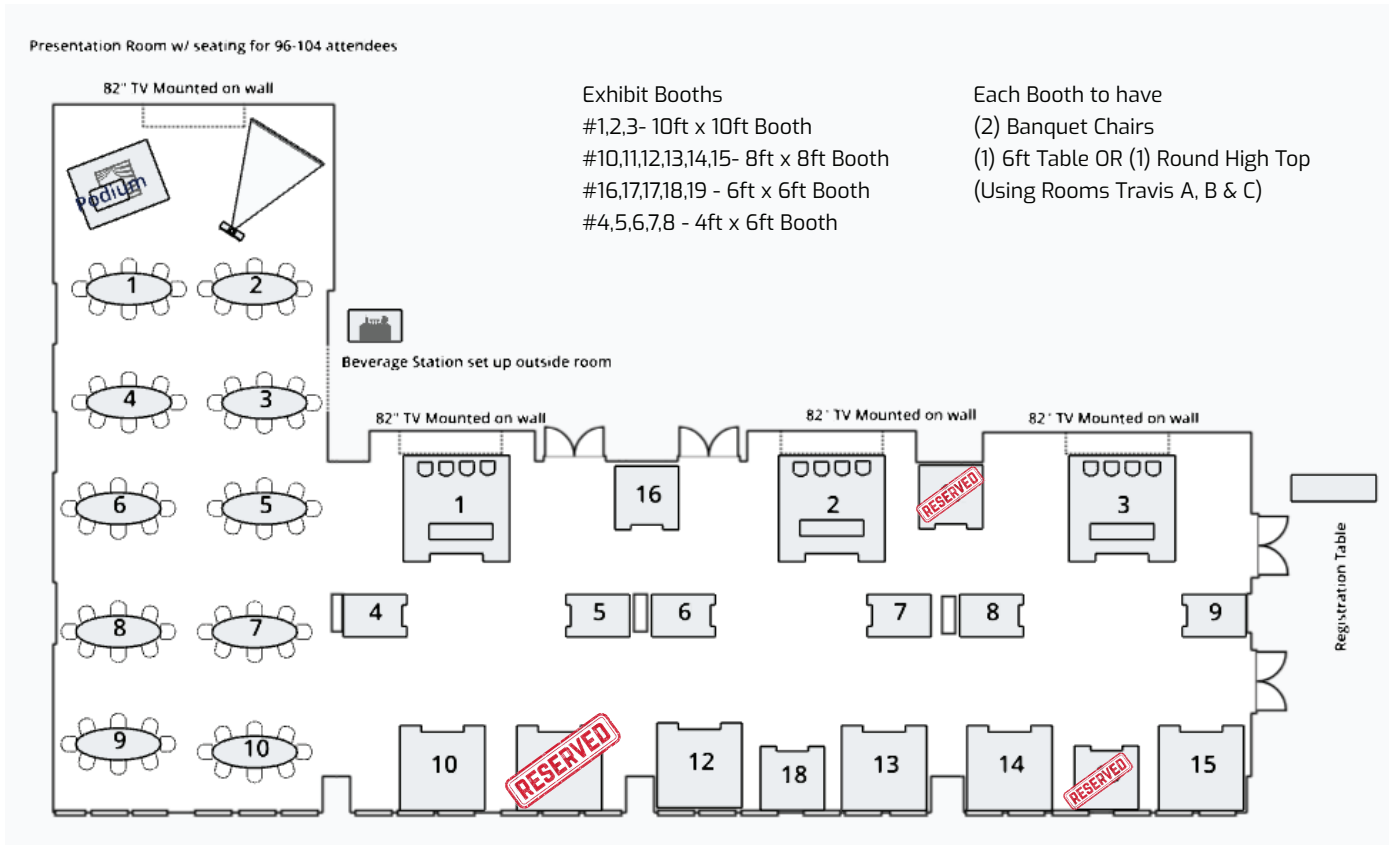 Presentation Room w/ seating for 96-104 attendees
82" TV Mounted on wall
Exhibit Booths
#1,2,3- 10ft x 10ft Booth
#10,11,12,13,14,15- 8ft x 8ft Booth
#16,17,17,18,19 - 6ft x 6ft Booth
#4,5,6,7,8 - 4ft x 6ft Booth
Each Booth to have
(2) Banquet Chairs
(1) 6ft Table OR (1) Round High Top
(Using Rooms Travis A, B & C)
Podium
1
2
Beverage Station set up outside room
4
3
82" TV Mounted on wall
82" TV Mounted on wall
82" TV Mounted on wall
6
5
1
16
2
RESERVED
3
Registration Table
8
7
4
5
6
7
8
9
9
10
10
RESERVED
12
18
13
14
RESERVED
15